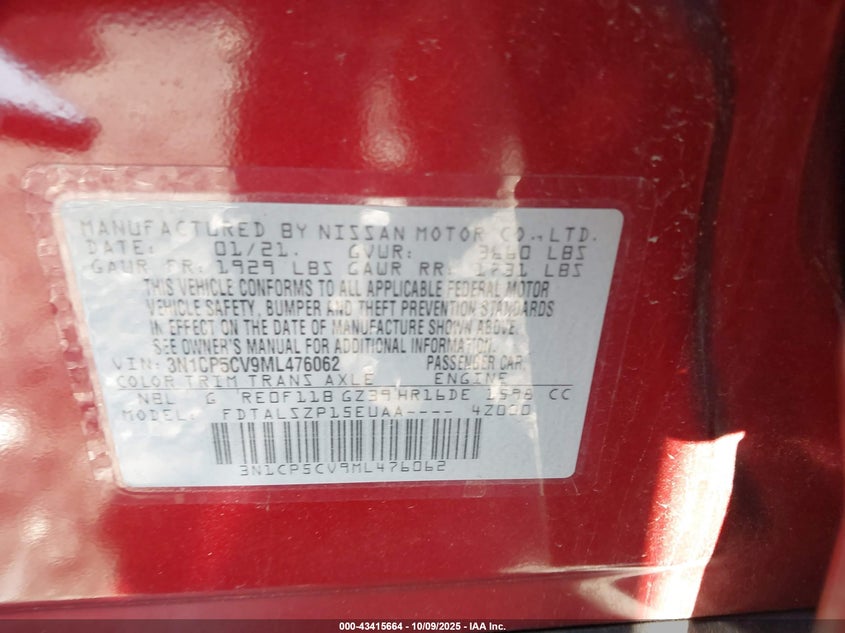 MANUFACTURED BY NISSAN MOTOR CO., LTD.
DATE: 01/21. GVWR: 3660 LBS
GAWR FR: 1929 LBS GAWR RR: 1731 LBS
THIS VEHICLE CONFORMS TO ALL APPLICABLE FEDERAL MOTOR
VEHICLE SAFETY, BUMPER AND THEFT PREVENTION STANDARDS
IN EFFECT ON THE DATE OF MANUFACTURE SHOWN ABOVE.
SEE OWNER'S MANUAL FOR ADDITIONAL INFORMATION.
VIN: 3N1CP5CV9ML476062 PASSENGER CAR
COLOR TRIM TRANS AXLE ENGINE
NBL G RE0F11B GZ39 HR16DE 1598 CC
FDTALSZP15EUAA---- 4Z000
3N1CP5CV9ML476062
000-43415664 - 10/09/2025 - IAA Inc.